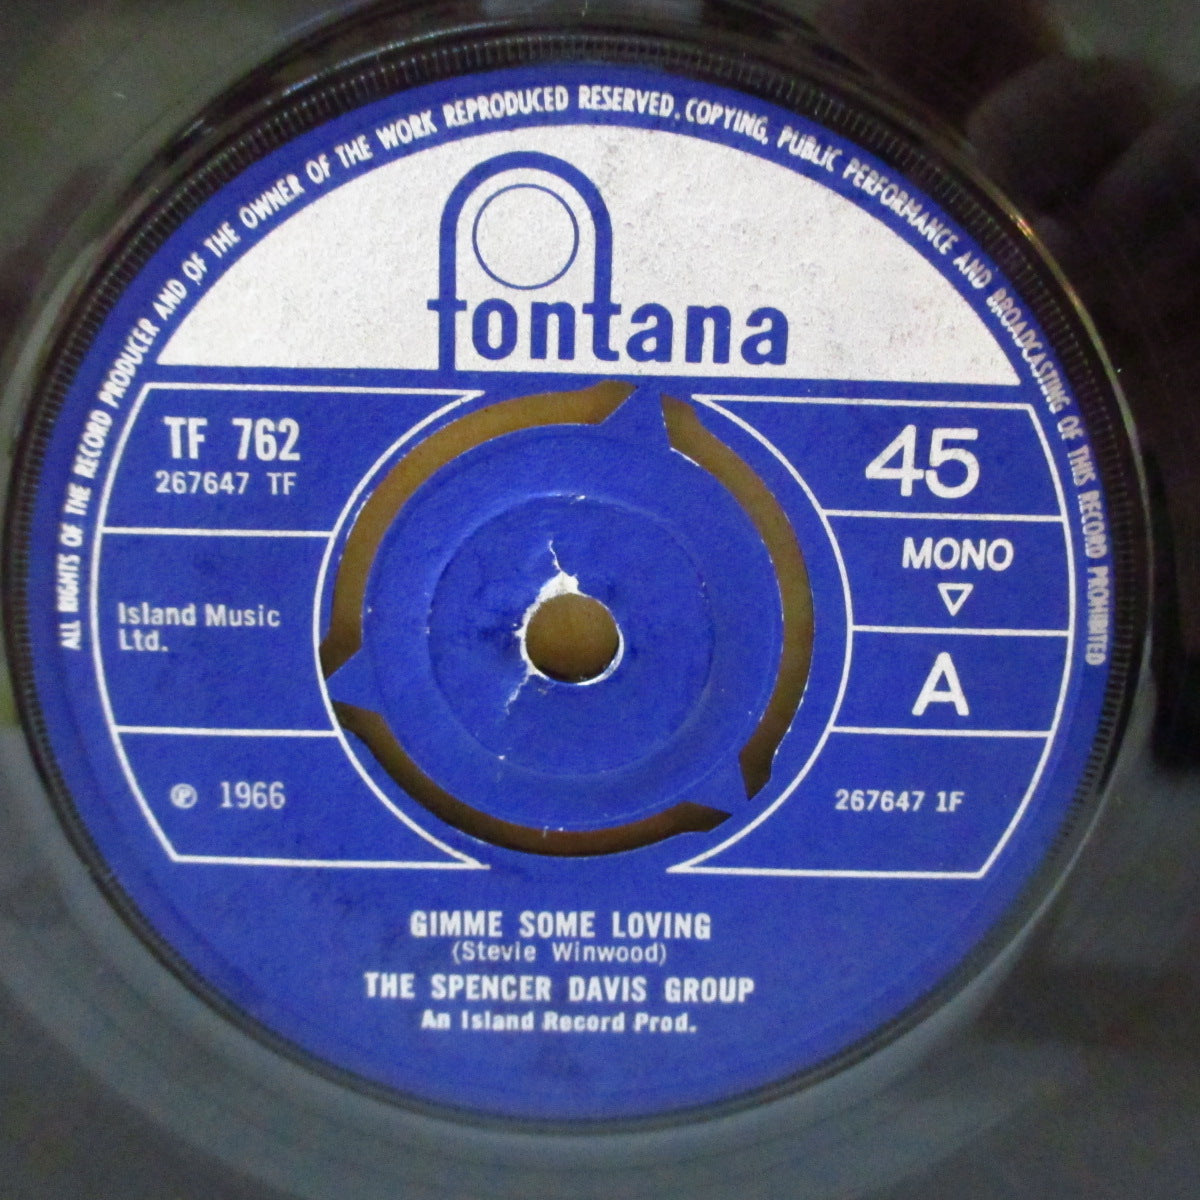 ALL RIGHTS OF THE RECORD PRODUCER AND OF THE OWNER OF THE WORK REPRODUCED RESERVED. COPYING, PUBLIC PERFORMANCE AND BROADCASTING OF THIS RECORD PROHIBITED
fontana
TF 762
267647 TF
45
MONO
Island Music
Ltd.
A
℗ 1966
267647 1F
GIMME SOME LOVING
(Stevie Winwood)
THE SPENCER DAVIS GROUP
An Island Record Prod.